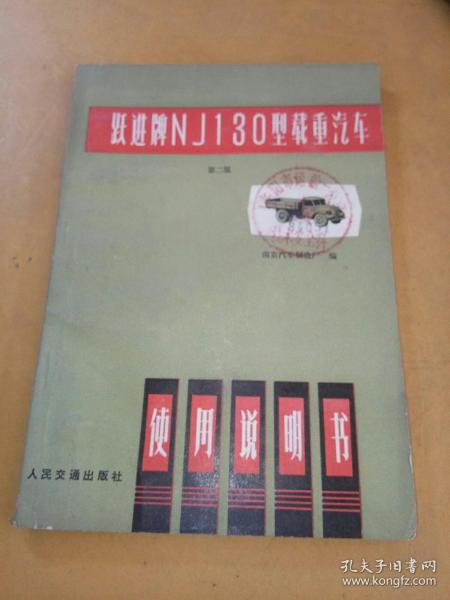 跃进牌NJ130型载重汽车
第二版
南京汽车制造厂 编
使用说明书
人民交通出版社
孔夫子旧书网
www.kongfz.com